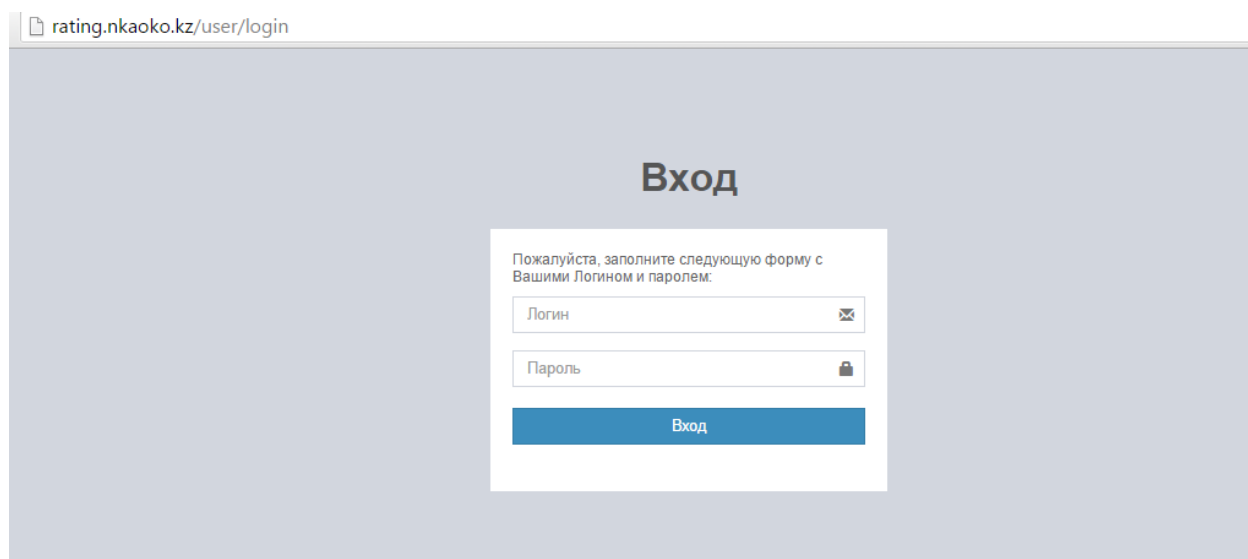 rating.nkaoko.kz/user/login
Вход
Пожалуйста, заполните следующую форму с
Вашими Логином и паролем:
Логин
Пароль
Вход